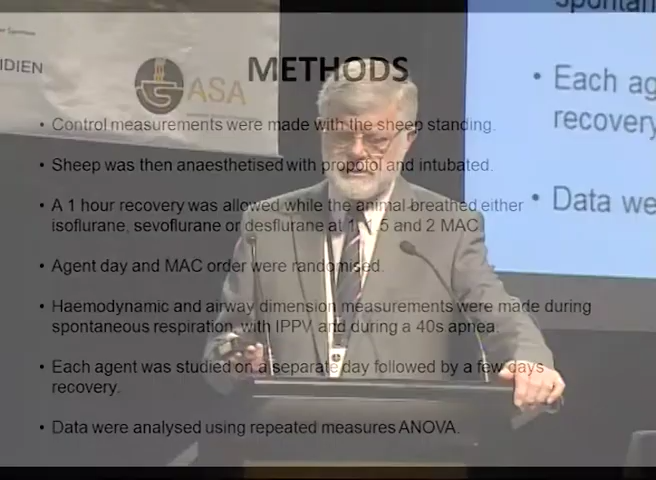 spontan
IDIEN
ASA
METHODS
• Control measurements were made with the sheep standing.
• Sheep was then anaesthetised with propofol and intubated.
• A 1 hour recovery was allowed while the animal breathed either
isoflurane, sevoflurane or desflurane at 1, 1.5 and 2 MAC
• Agent day and MAC order were randomised.
• Haemodynamic and airway dimension measurements were made during
spontaneous respiration, with IPPV and during a 40s apnea.
• Each agent was studied on a separate day followed by a few days
recovery.
• Data were analysed using repeated measures ANOVA.
• Each ag
recovery
• Data we